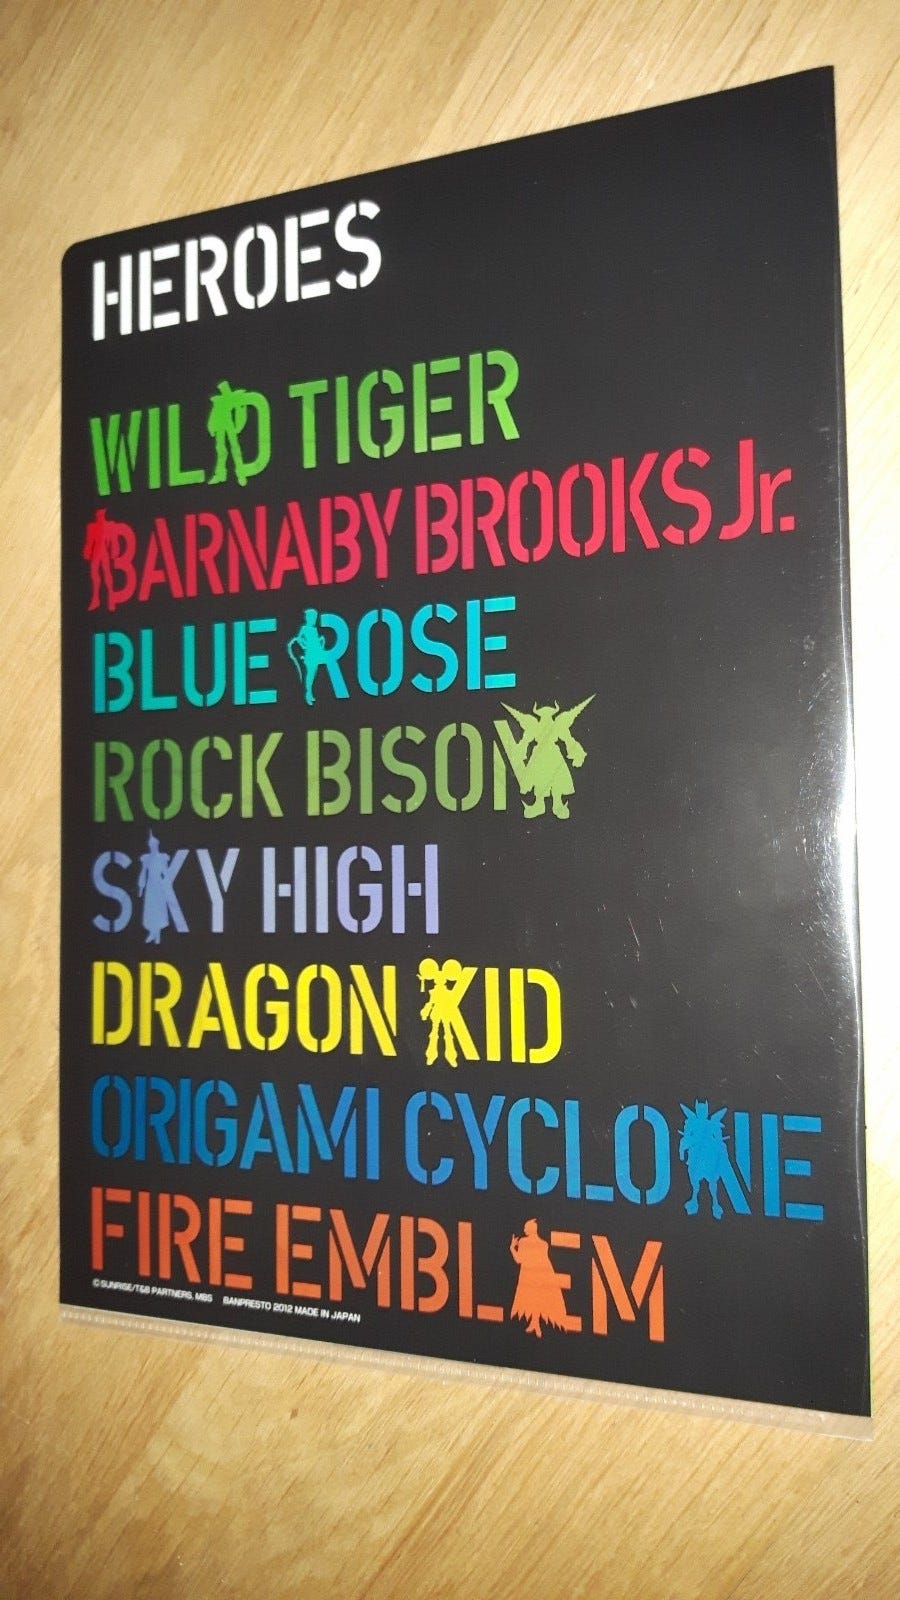 HEROES
WILD TIGER
BARNABY BROOKS Jr.
BLUE ROSE
ROCK BISON
SKY HIGH
DRAGON KID
ORIGAMI CYCLONE
FIRE EMBLEM
©SUNRISE/T&B PARTNERS, MBS BANPRESTO 2012 MADE IN JAPAN